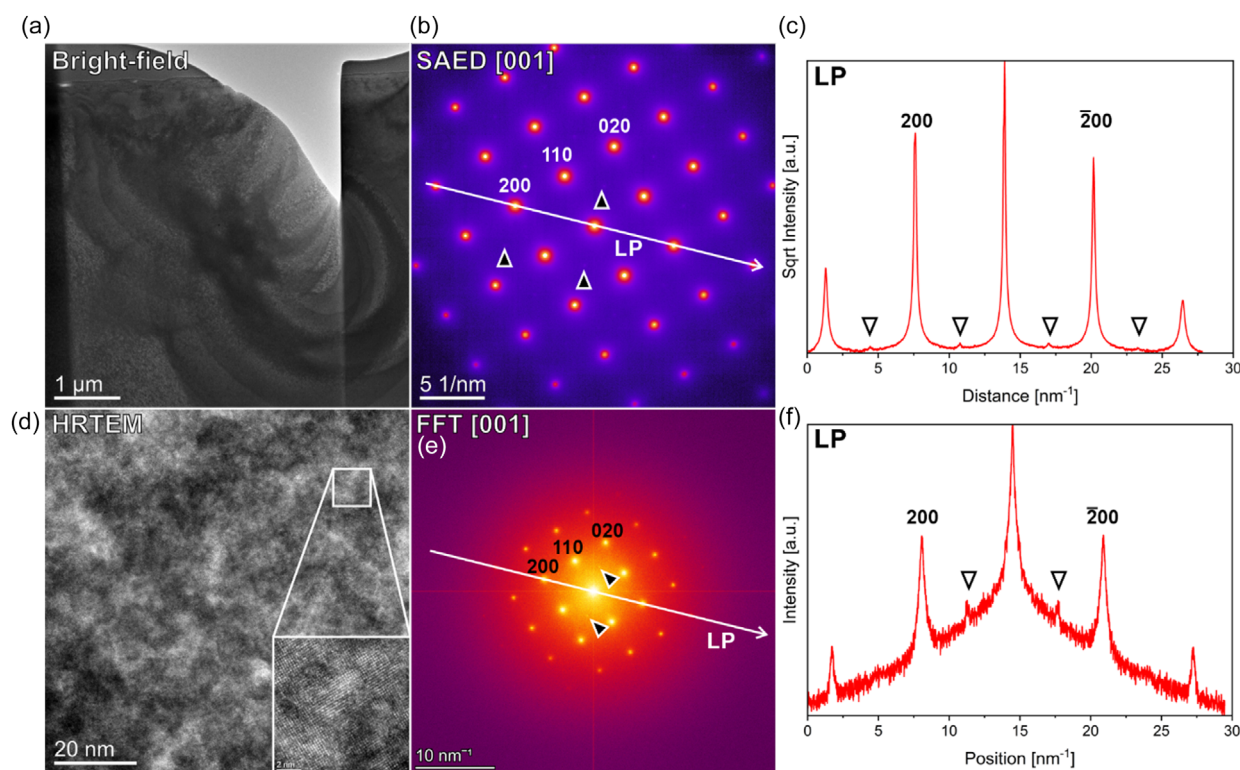 (a)
Bright-field
1 μm
(b)
SAED [001]
020
110
200
LP
5 1/nm
(c)
LP
200
2̅00
Sqrt Intensity [a.u.]
0 5 10 15 20 25 30
Distance [nm⁻¹]
(d)
HRTEM
20 nm
2 nm
FFT [001]
(e)
020
110
200
LP
10 nm⁻¹
(f)
LP
200
2̅00
Intensity [a.u.]
0 5 10 15 20 25 30
Position [nm⁻¹]